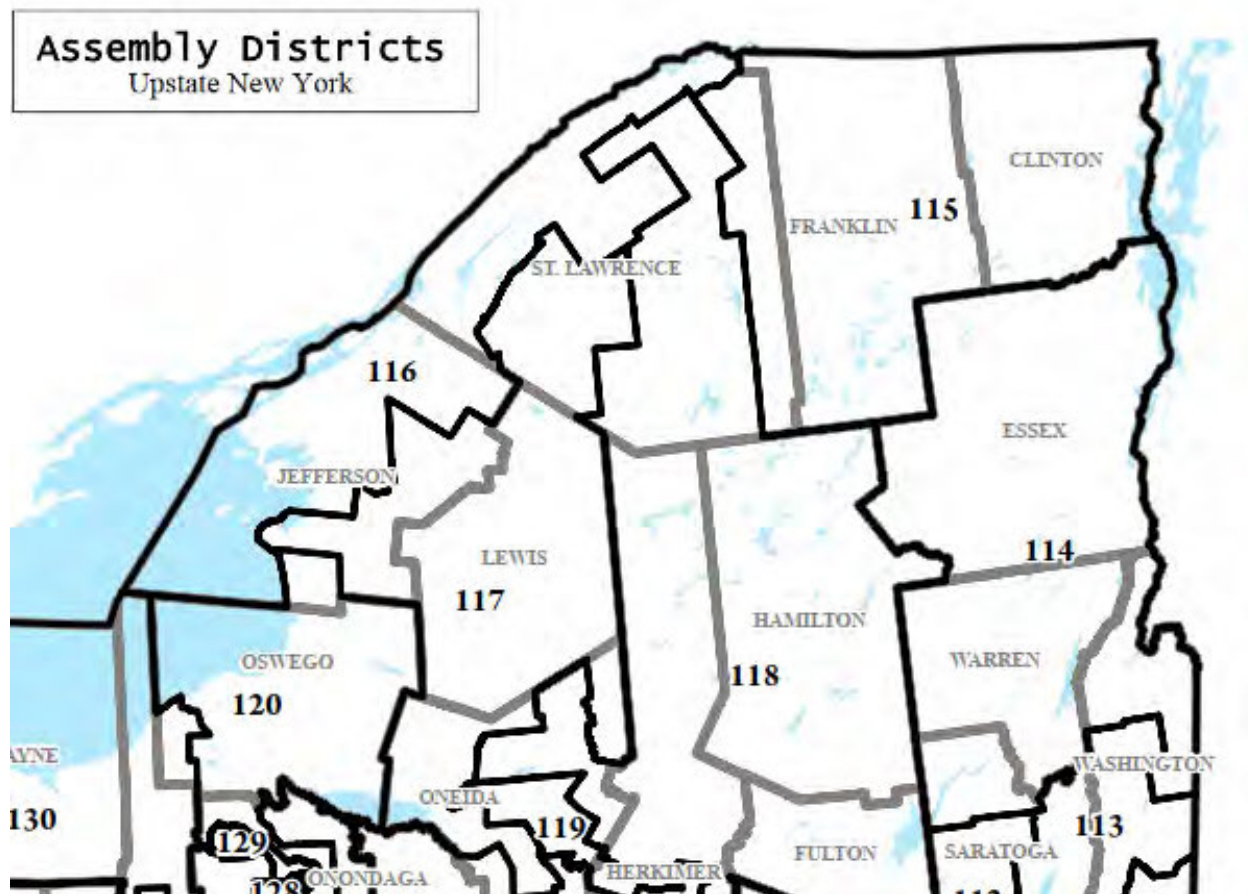 Assembly Districts
Upstate New York
CLINTON
115
FRANKLIN
ST. LAWRENCE
116
ESSEX
JEFFERSON
114
LEWIS
117
HAMILTON
OSWEGO
WARREN
118
120
AYNE
WASHINGTON
ONEIDA
130
119
113
129
SARATOGA
FULTON
HERKIMER
ONONDAGA
128